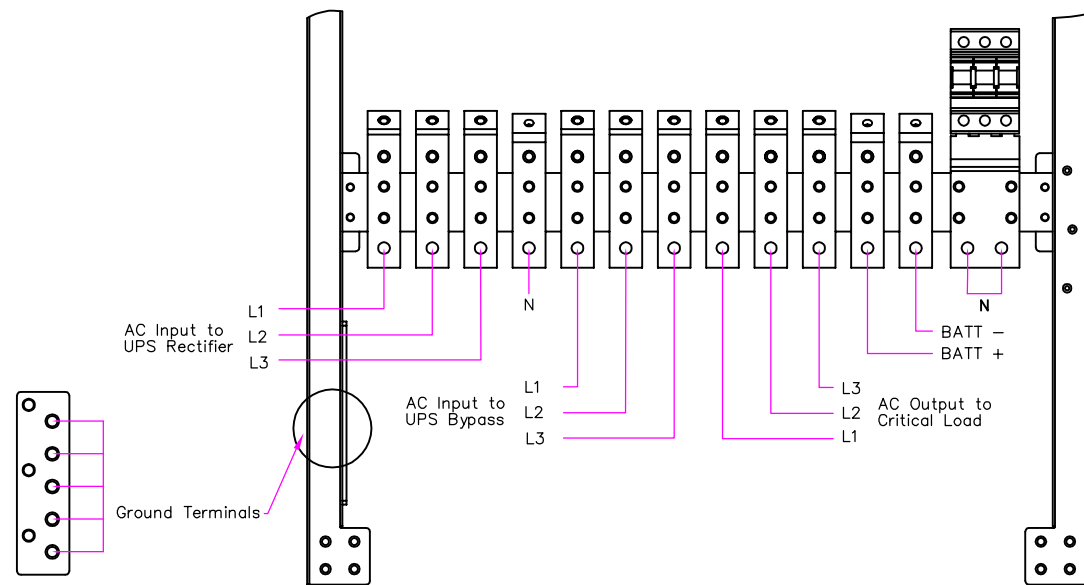 N
N
L1
AC Input to
UPS Rectifier
L2
L3
BATT -
BATT +
L1
AC Input to
UPS Bypass
L2
L3
L3
L2
AC Output to
Critical Load
L1
Ground Terminals